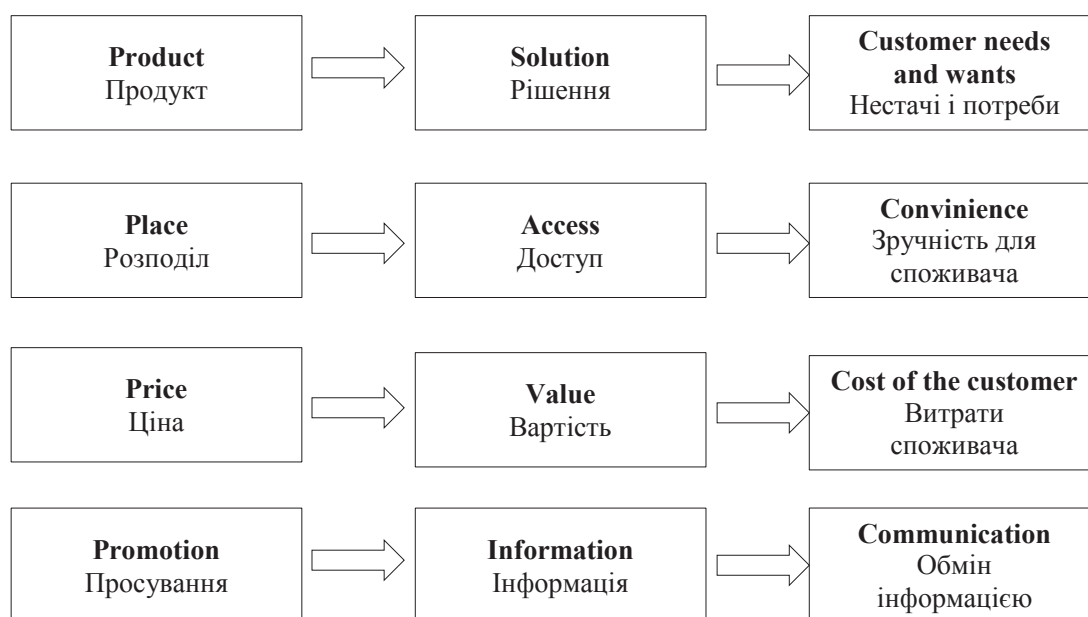 Product
Продукт
Solution
Рішення
Customer needs
and wants
Нестачі і потреби
Place
Розподіл
Access
Доступ
Convinience
Зручність для
споживача
Price
Ціна
Value
Вартість
Cost of the customer
Витрати
споживача
Promotion
Просування
Information
Інформація
Communication
Обмін
інформацією